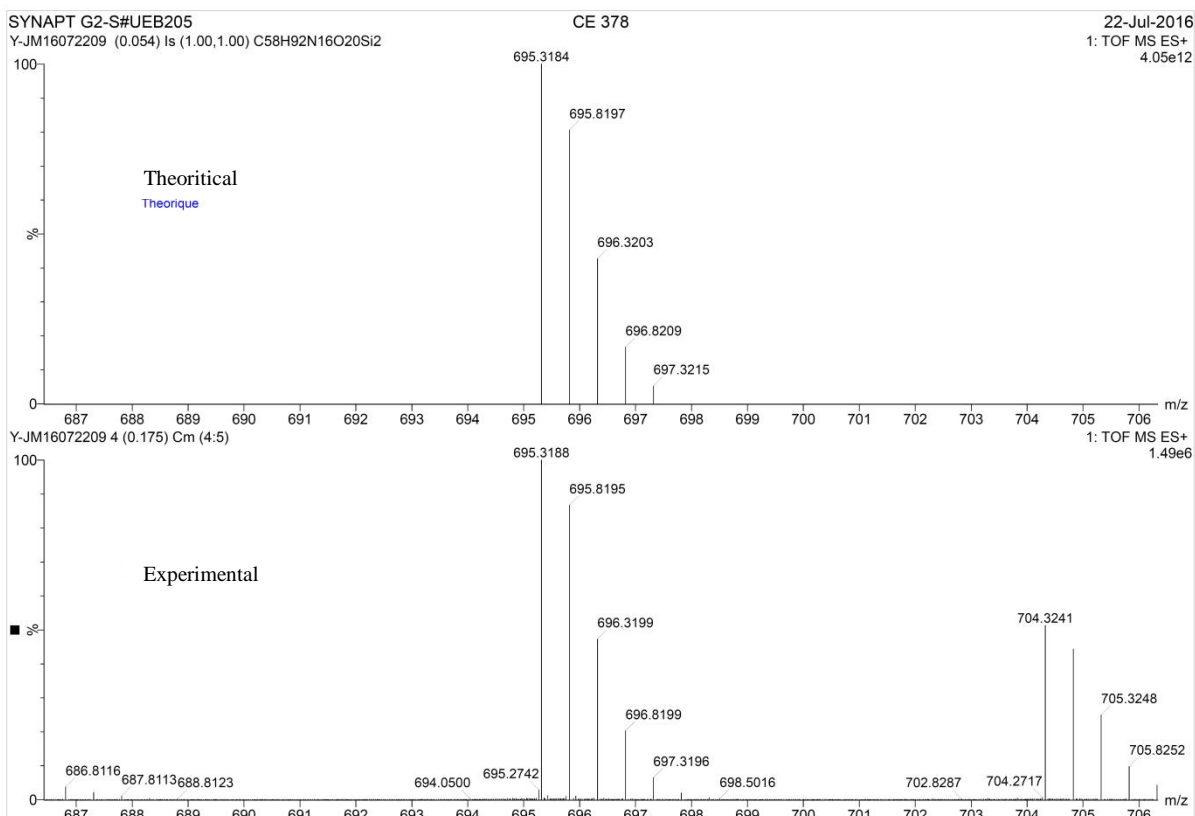 SYNAPT G2-S#UEB205 CE 378 22-Jul-2016
Y-JM16072209 (0.054) Is (1.00,1.00) C58H92N16O20Si2 1: TOF MS ES+
4.05e12
695.3184
100
695.8197
Theoritical
Theorique
%
696.3203
696.8209
697.3215
0
687 688 689 690 691 692 693 694 695 696 697 698 699 700 701 702 703 704 705 706 m/z
Y-JM16072209 4 (0.175) Cm (4:5) 1: TOF MS ES+
1.49e6
695.3188
100
695.8195
Experimental
%
696.3199 704.3241
705.3248
696.8199
705.8252
697.3196
686.8116 687.8113 688.8123 694.0500 695.2742 698.5016 702.8287 704.2717
0
687 688 689 690 691 692 693 694 695 696 697 698 699 700 701 702 703 704 705 706 m/z